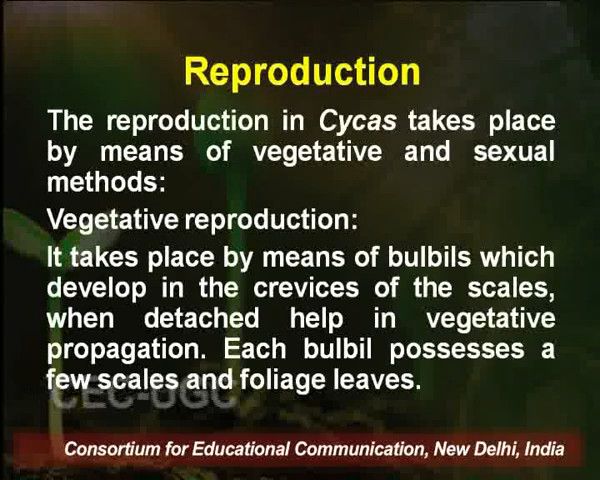 Reproduction
The reproduction in Cycas takes place
by means of vegetative and sexual
methods:
Vegetative reproduction:
It takes place by means of bulbils which
develop in the crevices of the scales,
when detached help in vegetative
propagation. Each bulbil possesses a
few scales and foliage leaves.
CEC-UGC
Consortium for Educational Communication, New Delhi, India